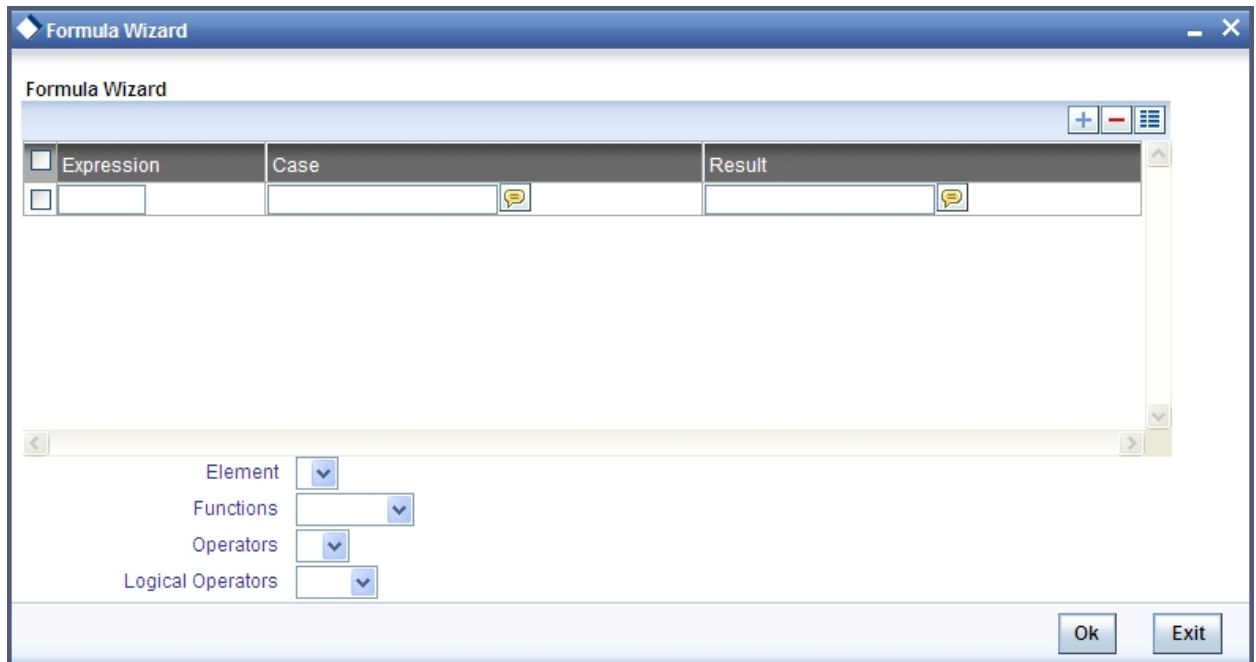 Formula Wizard
Formula Wizard
Expression Case Result
Element
Functions
Operators
Logical Operators
Ok Exit